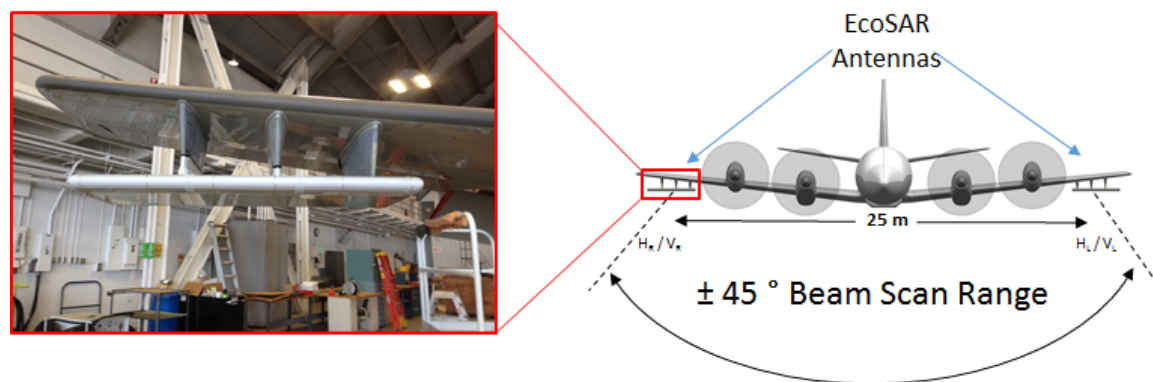 EcoSAR
Antennas
25 m
H_R / V_R
H_L / V_L
± 45 ° Beam Scan Range